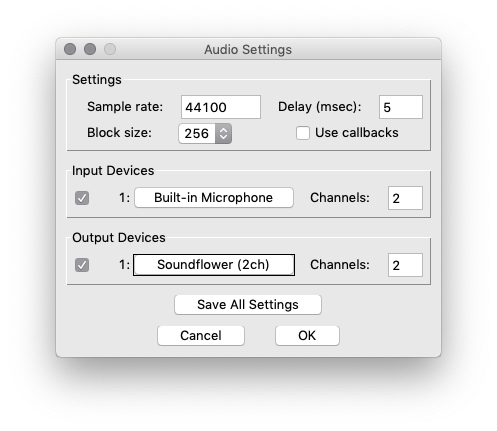 Audio Settings
Settings
Sample rate: 44100 Delay (msec): 5
Block size: 256 Use callbacks
Input Devices
1: Built-in Microphone Channels: 2
Output Devices
1: Soundflower (2ch) Channels: 2
Save All Settings
Cancel OK